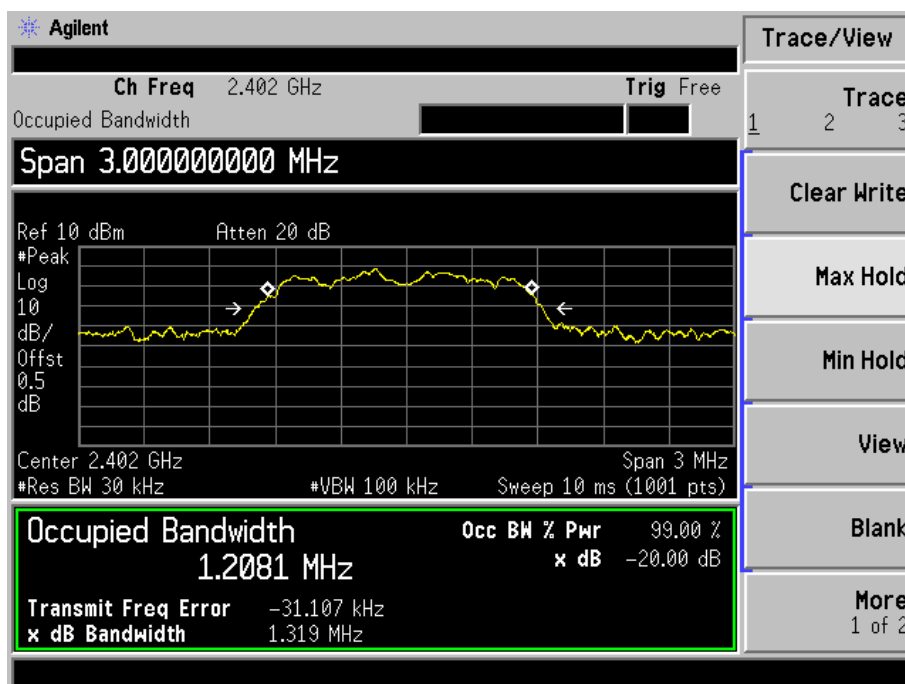 Agilent
Trace/View
Ch Freq 2.402 GHz Trig Free
Occupied Bandwidth
Trace
1 2 3
Span 3.000000000 MHz
Clear Write
Ref 10 dBm Atten 20 dB
#Peak
Log
10
dB/
Offst
0.5
dB
Max Hold
Min Hold
Center 2.402 GHz Span 3 MHz
#Res BW 30 kHz #VBW 100 kHz Sweep 10 ms (1001 pts)
View
Occupied Bandwidth
1.2081 MHz
Occ BW % Pwr 99.00 %
x dB -20.00 dB
Blank
Transmit Freq Error -31.107 kHz
x dB Bandwidth 1.319 MHz
More
1 of 2